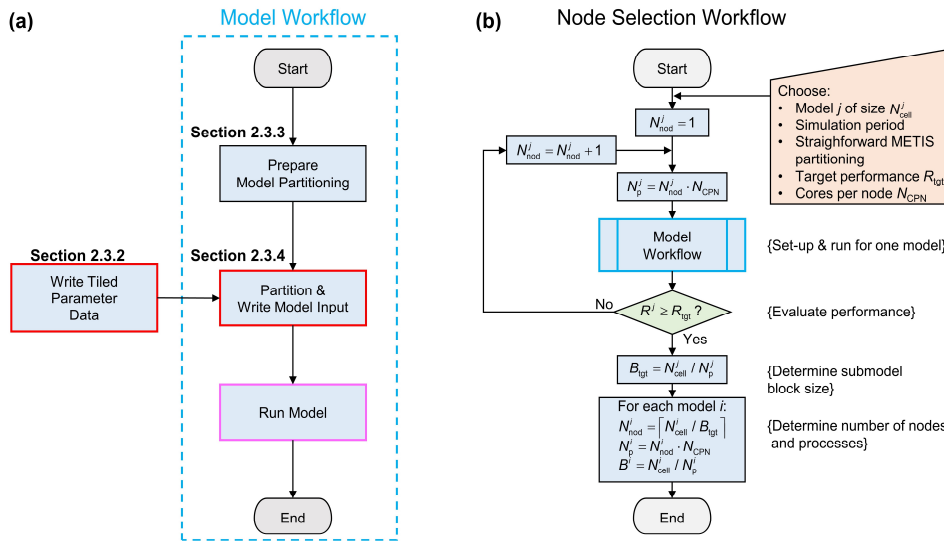 (a)
Model Workflow
Start
Section 2.3.3
Prepare
Model Partitioning
Section 2.3.2
Write Tiled
Parameter
Data
Section 2.3.4
Partition &
Write Model Input
Run Model
End
(b)
Node Selection Workflow
Start
Choose:
• Model j of size N^j_cell
• Simulation period
• Straighforward METIS
partitioning
• Target performance R_tgt
• Cores per node N_CPN
N^j_nod = 1
N^j_nod = N^j_nod + 1
N^j_p = N^j_nod · N_CPN
Model
Workflow
{Set-up & run for one model}
No
R^j ≥ R_tgt ?
{Evaluate performance}
Yes
B_tgt = N^j_cell / N^j_p
{Determine submodel
block size}
For each model i:
N^i_nod = ⌈N^i_cell / B_tgt⌉
N^i_p = N^i_nod · N_CPN
B^i = N^i_cell / N^i_p
{Determine number of nodes
and processes}
End